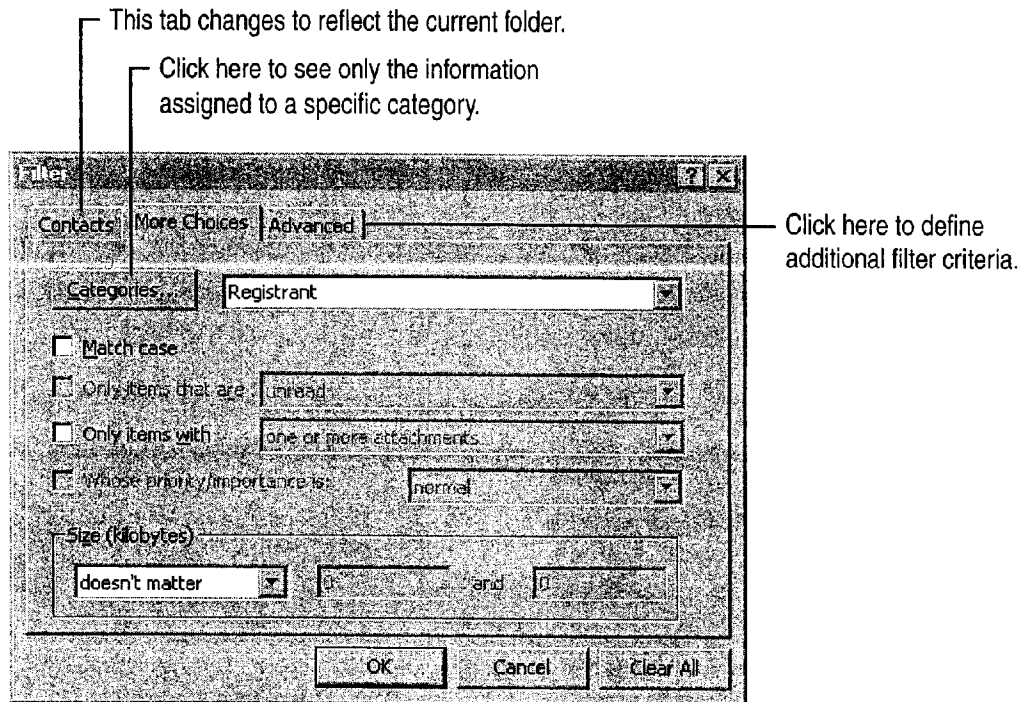 This tab changes to reflect the current folder.
Click here to see only the information
assigned to a specific category.
Filter
? ×
Contacts More Choices Advanced
Click here to define
additional filter criteria.
Categories... Registrant
Match case
Only items that are unread
Only items with one or more attachments
Whose priority/importance is: normal
Size (kilobytes)
doesn't matter 0 and 0
OK Cancel Clear All